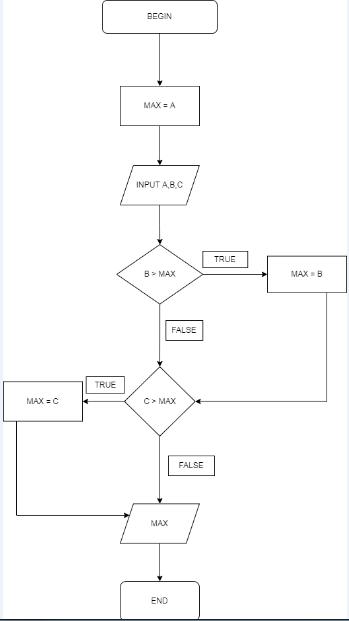 BEGIN
MAX = A
INPUT A,B,C
B > MAX
TRUE
MAX = B
FALSE
MAX = C
TRUE
C > MAX
FALSE
MAX
END